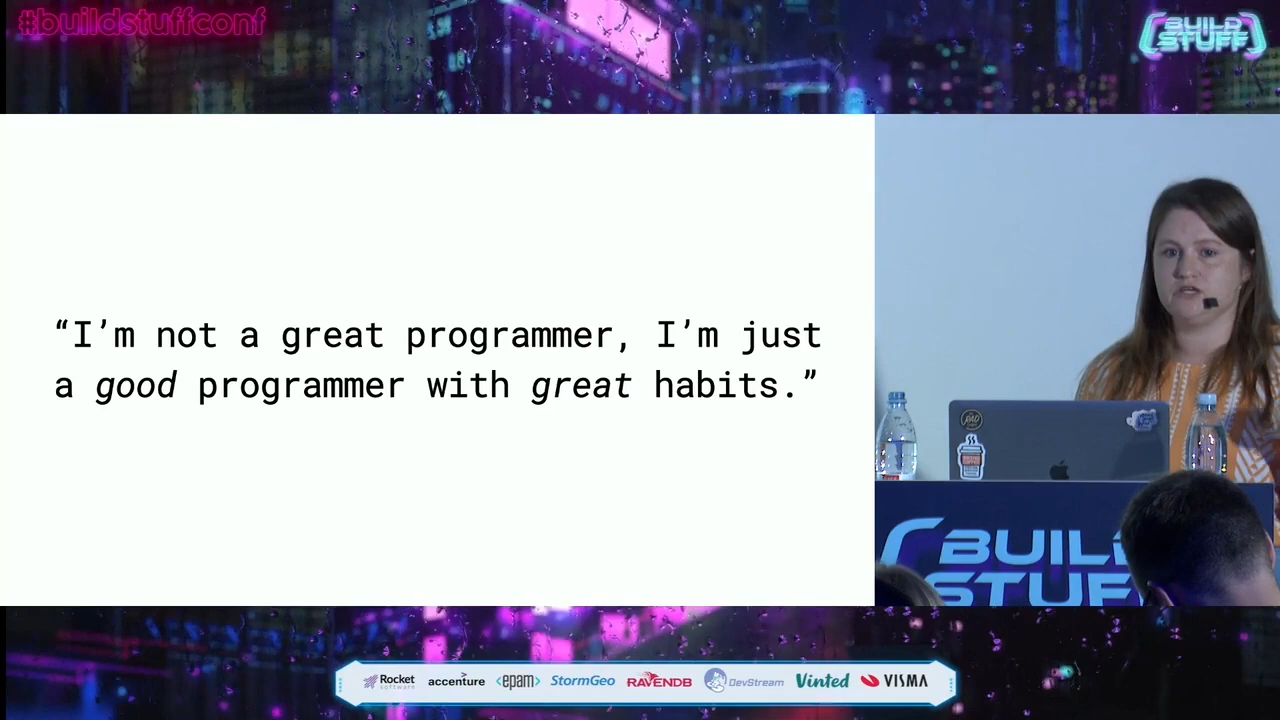 #buildstuffconf
BUILD
STUFF
“I’m not a great programmer, I’m just
a good programmer with great habits.”
BUIL
STUF
Rocket
software
accenture
<epam>
StormGeo
RAVENDB
DevStream
Vinted
VISMA